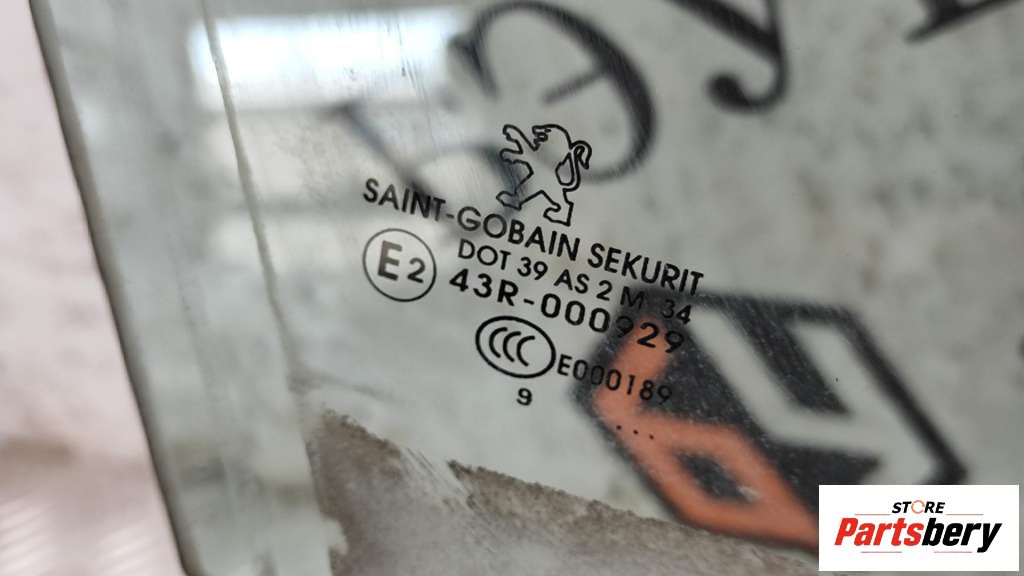 SAINT-GOBAIN SEKURIT
DOT 39 AS 2 M 34
E2
43R-000929
CCC
E000189
9
...
STORE
Partsbery